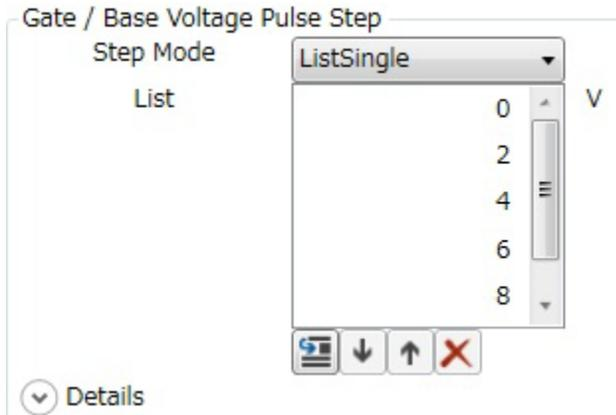 Gate / Base Voltage Pulse Step
Step Mode ListSingle
List 0 V
2
4
6
8
Details